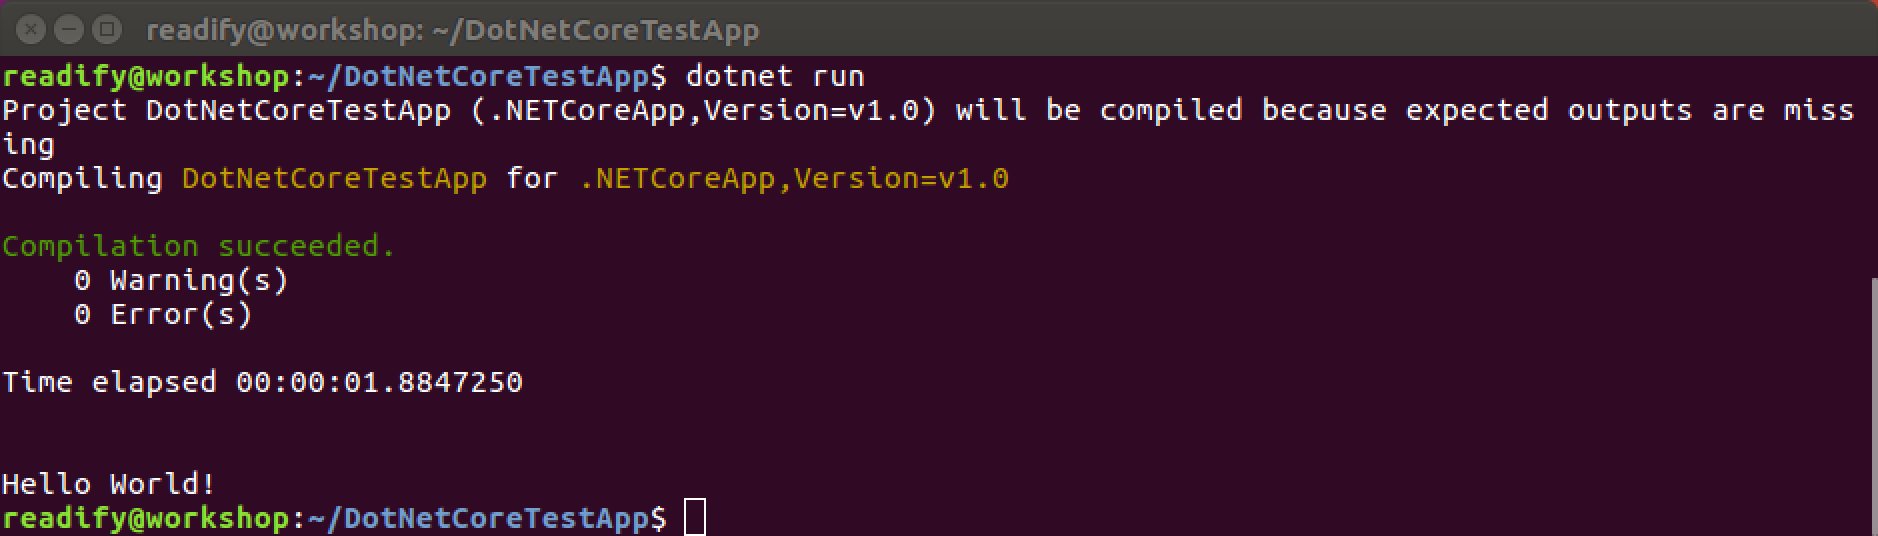 readify@workshop: ~/DotNetCoreTestApp
readify@workshop:~/DotNetCoreTestApp$ dotnet run
Project DotNetCoreTestApp (.NETCoreApp,Version=v1.0) will be compiled because expected outputs are miss
ing
Compiling DotNetCoreTestApp for .NETCoreApp,Version=v1.0
Compilation succeeded.
0 Warning(s)
0 Error(s)
Time elapsed 00:00:01.8847250
Hello World!
readify@workshop:~/DotNetCoreTestApp$